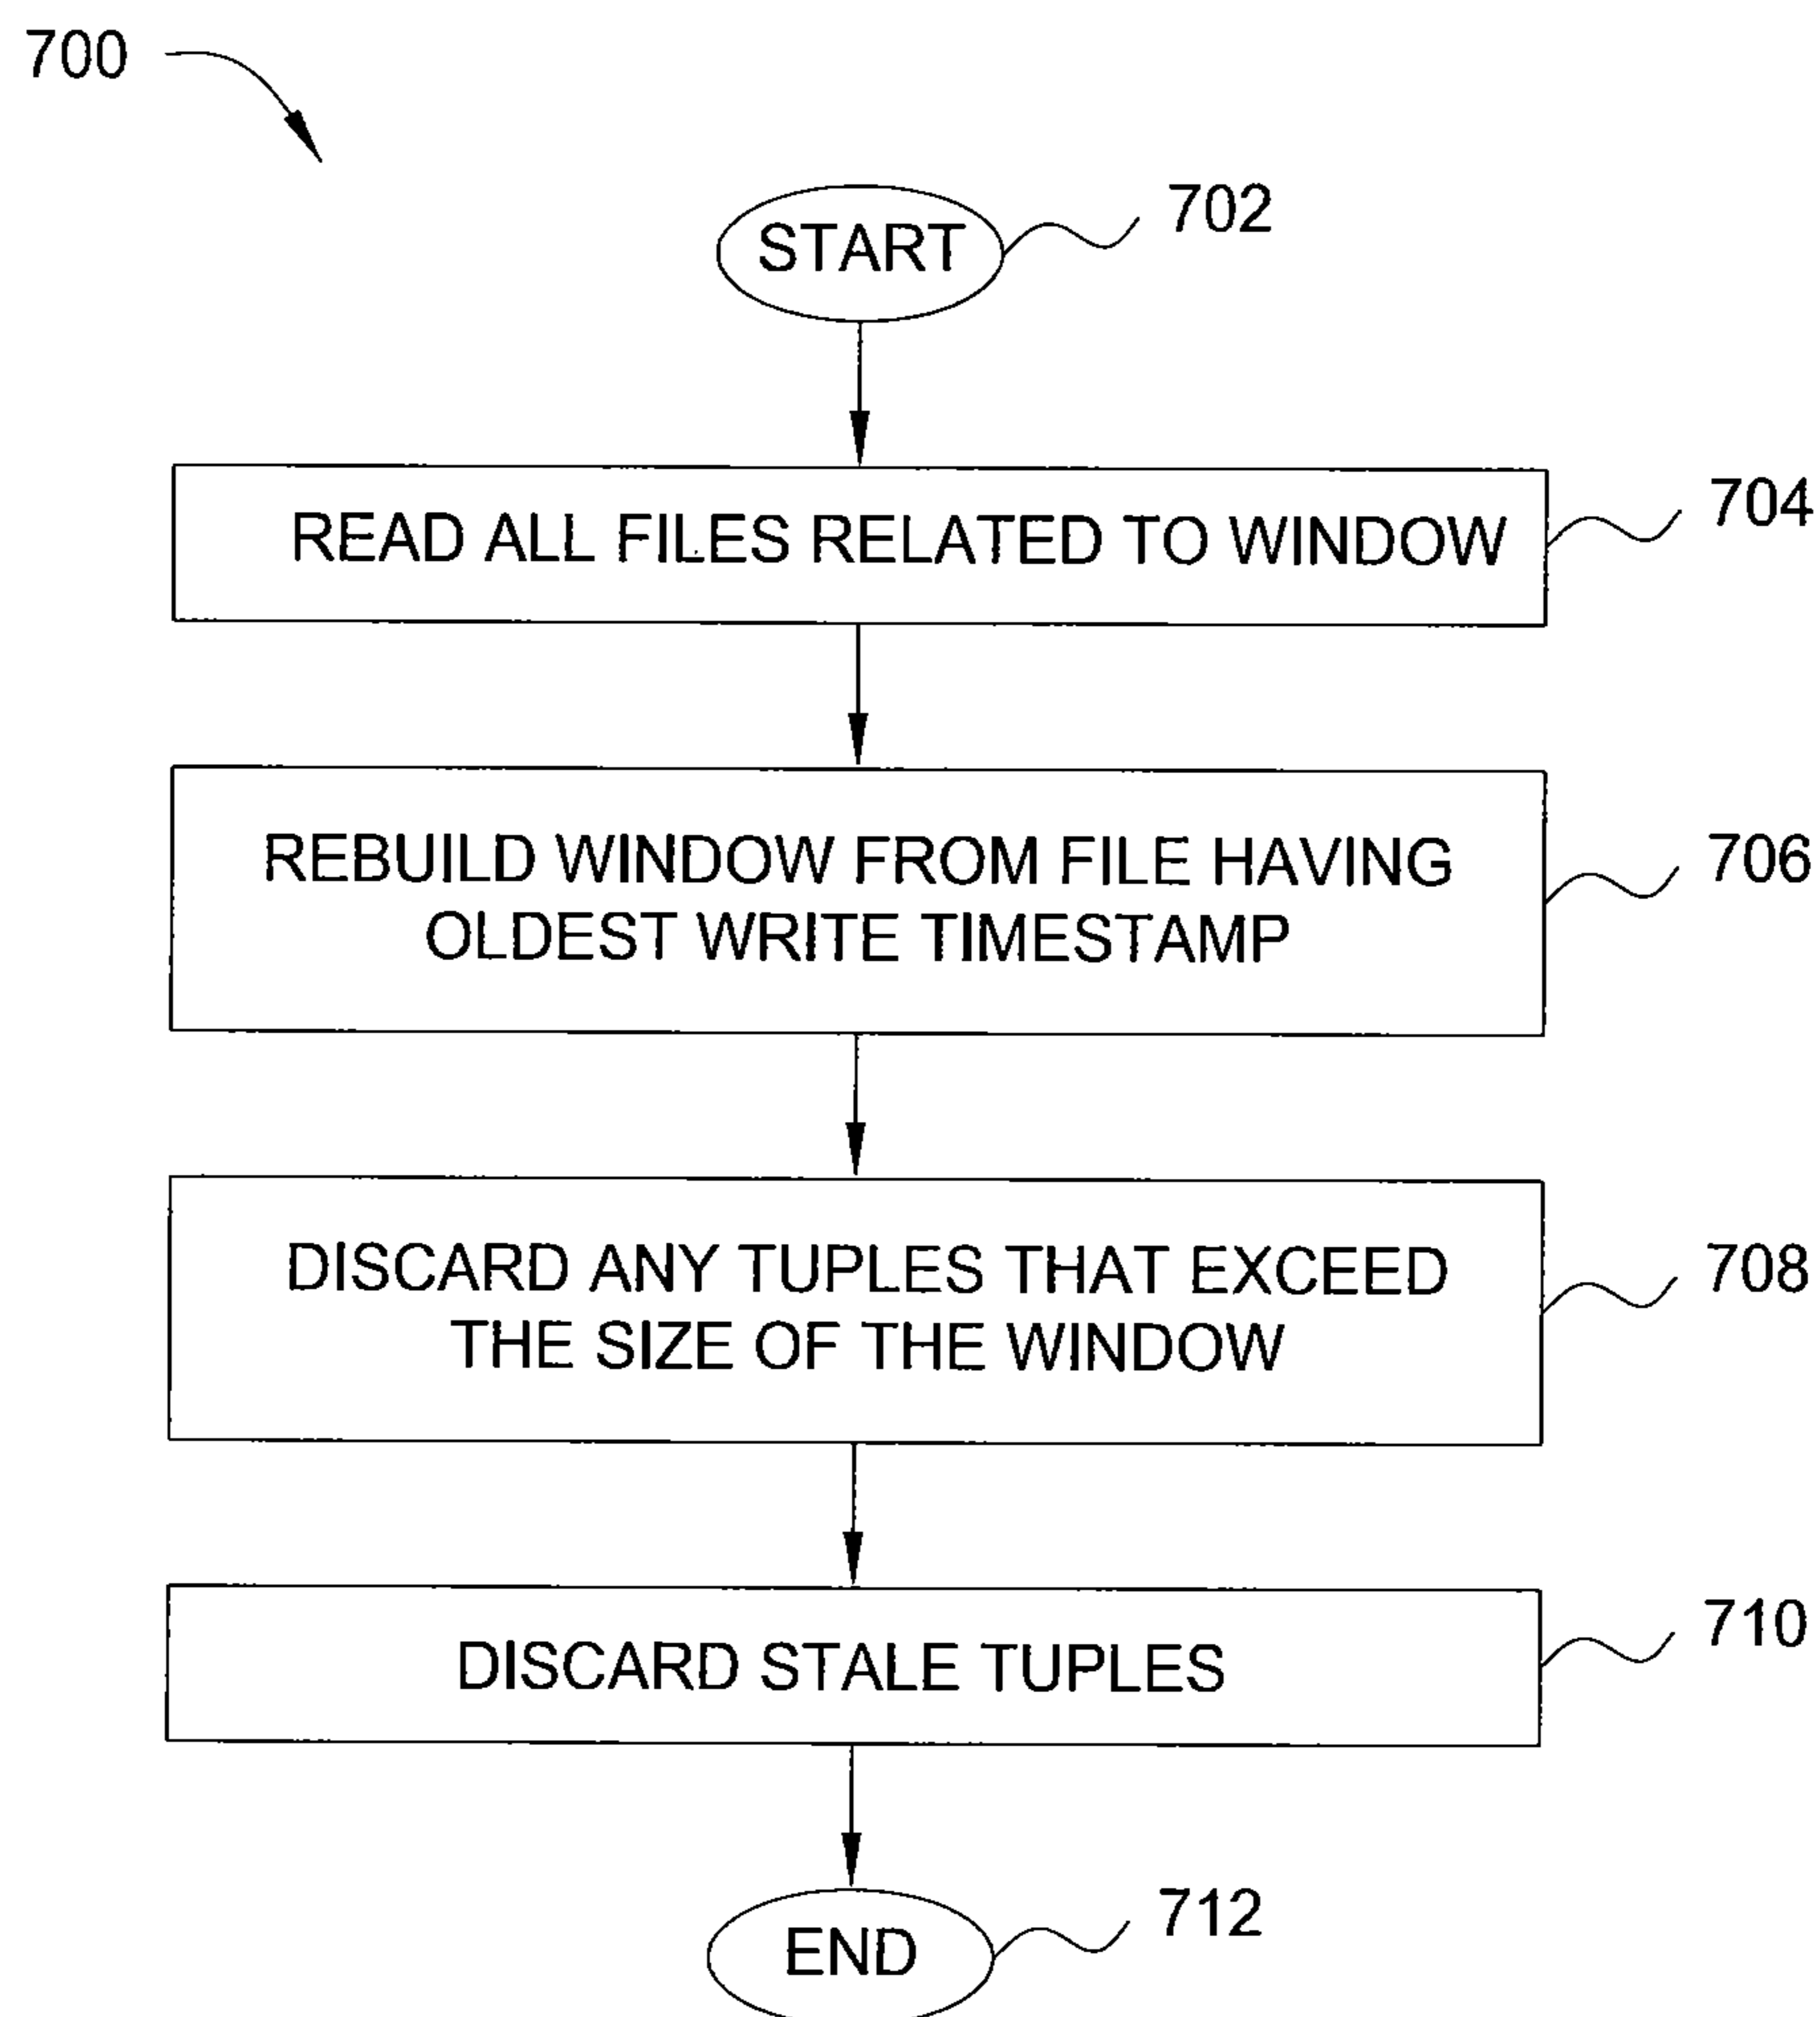 700
START
702
READ ALL FILES RELATED TO WINDOW
704
REBUILD WINDOW FROM FILE HAVING
OLDEST WRITE TIMESTAMP
706
DISCARD ANY TUPLES THAT EXCEED
THE SIZE OF THE WINDOW
708
DISCARD STALE TUPLES
710
END
712